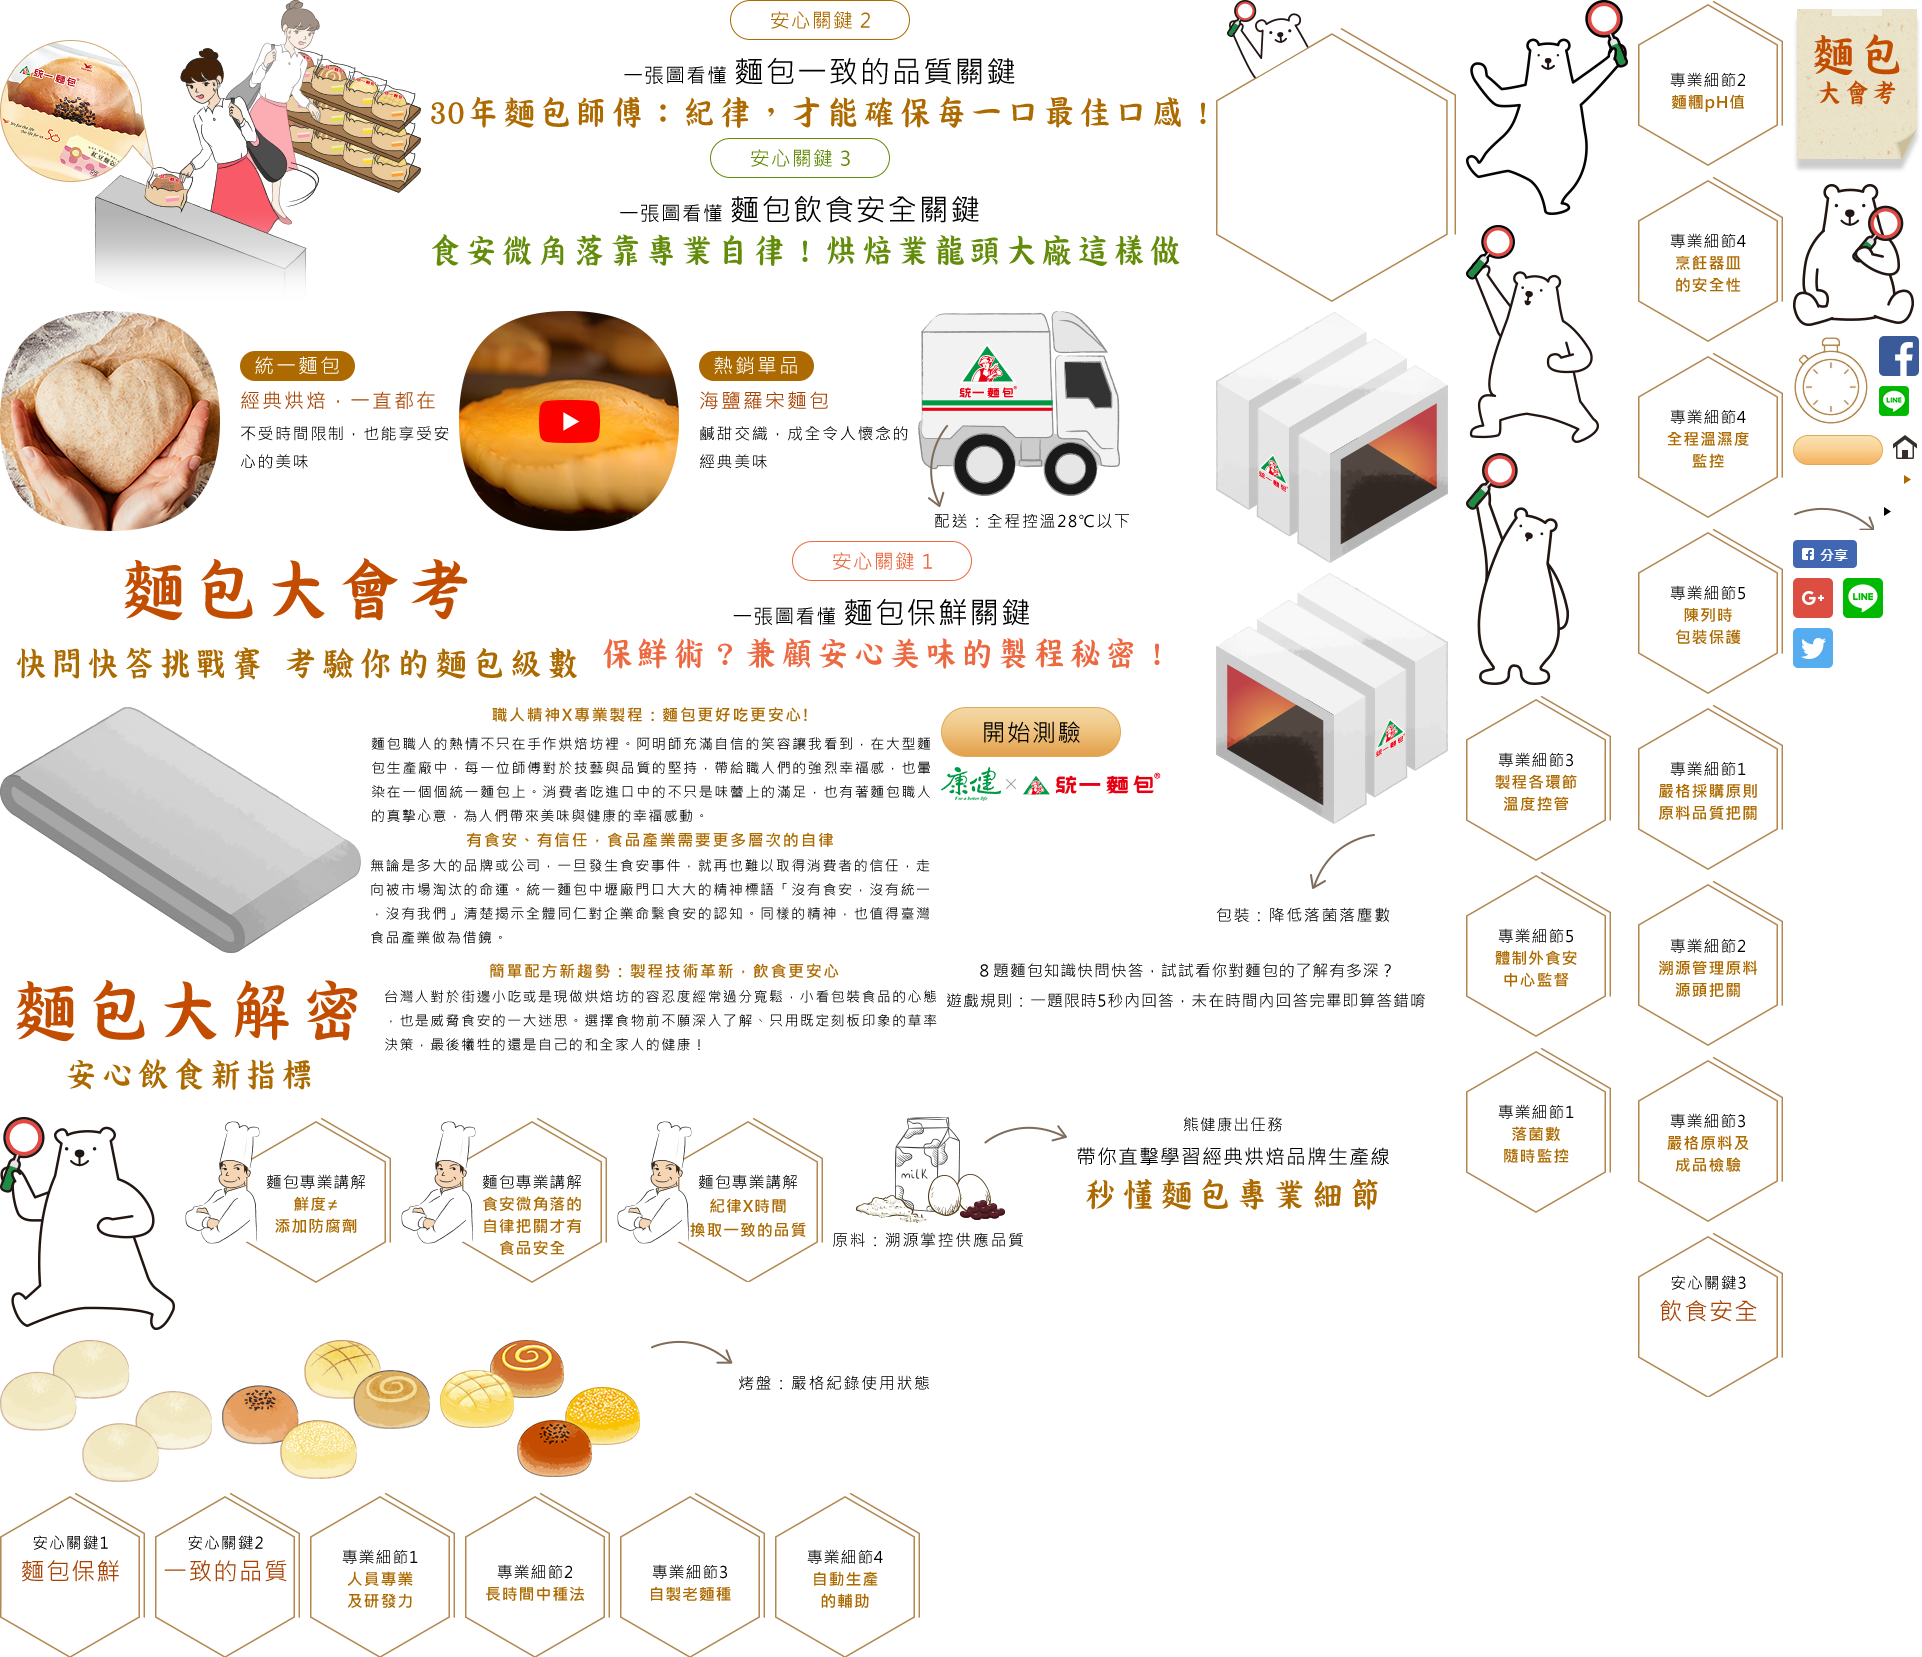 安心關鍵 2
一張圖看懂 麵包一致的品質關鍵
30年麵包師傅：紀律，才能確保每一口最佳口感！
安心關鍵 3
一張圖看懂 麵包飲食安全關鍵
食安微角落靠專業自律！烘焙業龍頭大廠這樣做
統一麵包
統一麵包
經典烘焙，一直都在
不受時間限制，也能享受安
心的美味
熱銷單品
海鹽羅宋麵包
鹹甜交織，成全令人懷念的
經典美味
統一麵包
配送：全程控溫28℃以下
麵包大會考
快問快答挑戰賽 考驗你的麵包級數
安心關鍵 1
一張圖看懂 麵包保鮮關鍵
保鮮術？兼顧安心美味的製程秘密！
職人精神X專業製程：麵包更好吃更安心!
麵包職人的熱情不只在手作烘焙坊裡。阿明師充滿自信的笑容讓我看到，在大型麵
包生產廠中，每一位師傅對於技藝與品質的堅持，帶給職人們的強烈幸福感，也暈
染在一個個統一麵包上。消費者吃進口中的不只是味蕾上的滿足，也有著麵包職人
的真摯心意，為人們帶來美味與健康的幸福感動。
有食安、有信任，食品產業需要更多層次的自律
無論是多大的品牌或公司，一旦發生食安事件，就再也難以取得消費者的信任，走
向被市場淘汰的命運。統一麵包中壢廠門口大大的精神標語「沒有食安，沒有統一
，沒有我們」清楚揭示全體同仁對企業命繫食安的認知。同樣的精神，也值得臺灣
食品產業做為借鏡。
開始測驗
康健
For a better life
× 統一麵包®
統一麵包
統一麵包
包裝：降低落菌落塵數
麵包大解密
安心飲食新指標
簡單配方新趨勢：製程技術革新，飲食更安心
台灣人對於街邊小吃或是現做烘焙坊的容忍度經常過分寬鬆，小看包裝食品的心態
，也是威脅食安的一大迷思。選擇食物前不願深入了解、只用既定刻板印象的草率
決策，最後犧牲的還是自己的和全家人的健康！
8題麵包知識快問快答，試試看你對麵包的了解有多深？
遊戲規則：一題限時5秒內回答，未在時間內回答完畢即算答錯唷
麵包專業講解
鮮度≠
添加防腐劑
麵包專業講解
食安微角落的
自律把關才有
食品安全
麵包專業講解
紀律X時間
換取一致的品質
milk
原料：溯源掌控供應品質
熊健康出任務
帶你直擊學習經典烘焙品牌生產線
秒懂麵包專業細節
烤盤：嚴格紀錄使用狀態
安心關鍵1
麵包保鮮
安心關鍵2
一致的品質
專業細節1
人員專業
及研發力
專業細節2
長時間中種法
專業細節3
自製老麵種
專業細節4
自動生產
的輔助
專業細節3
製程各環節
溫度控管
專業細節5
體制外食安
中心監督
專業細節1
落菌數
隨時監控
專業細節2
麵糰pH值
專業細節4
烹飪器皿
的安全性
專業細節4
全程溫濕度
監控
專業細節5
陳列時
包裝保護
專業細節1
嚴格採購原則
原料品質把關
專業細節2
溯源管理原料
源頭把關
專業細節3
嚴格原料及
成品檢驗
安心關鍵3
飲食安全
麵包
大會考
LINE
分享
G+
LINE